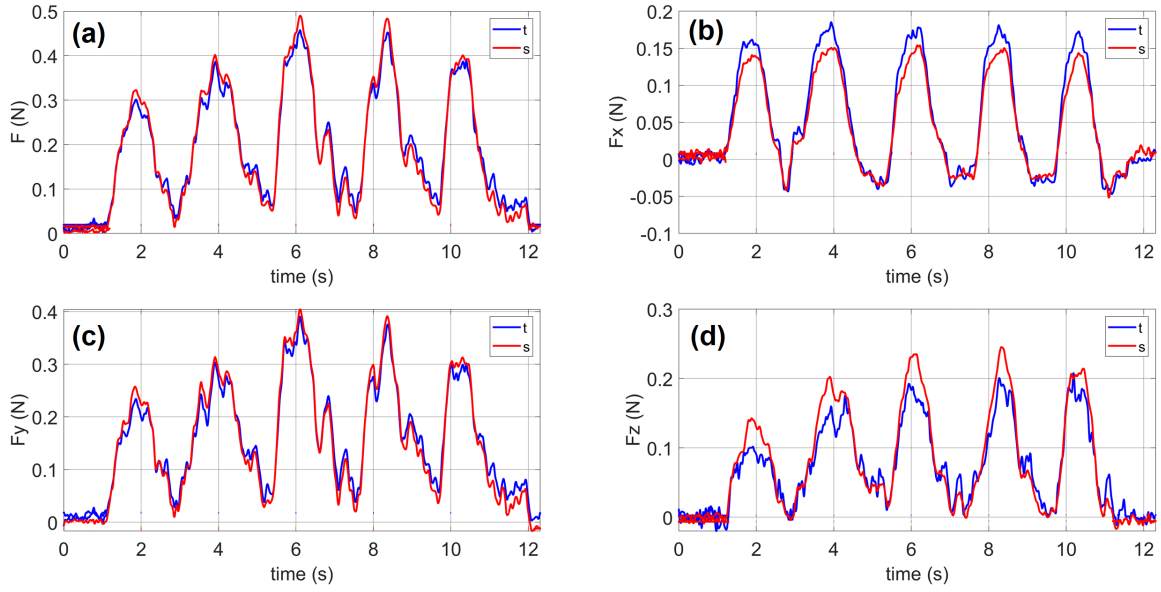 (a)
t
s
0.5
0.4
0.3
0.2
0.1
0
F (N)
0 2 4 6 8 10 12
time (s)
(b)
t
s
0.2
0.15
0.1
0.05
0
-0.05
-0.1
Fx (N)
0 2 4 6 8 10 12
time (s)
(c)
t
s
0.4
0.3
0.2
0.1
0
Fy (N)
0 2 4 6 8 10 12
time (s)
(d)
t
s
0.3
0.2
0.1
0
Fz (N)
0 2 4 6 8 10 12
time (s)